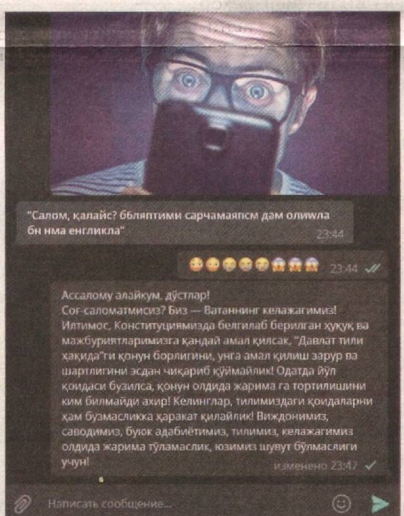 "Салом, қалайс? ббляптими сарчамаяпсм дам олиwла
бн нма енгликла"
23:44
😳😳😭😭😭😱😱😱 23:44
Ассалому алайкум, дўстлар!
Соғ-саломатмисиз? Биз — Ватаннинг келажагимиз!
Илтимос, Конституциямизда белгилаб берилган ҳуқуқ ва
мажбуриятларимизга қандай амал қилсак, "Давлат тили
ҳақида"ги қонун борлигини, унга амал қилиш зарур ва
шартлигини эсдан чиқариб қўймайлик! Одатда йўл
қоидаси бузилса, қонун олдида жарима га тортилишини
ким билмайди ахир! Келинглар, тилимиздаги қоидаларни
ҳам бузмасликка ҳаракат қилайлик! Виждонимиз,
саводимиз, буюк адабиётимиз, тилимиз, келажагимиз
олдида жарима тўламаслик, юзимиз шувут бўлмаслиги
учун!
изменено 23:47
Написать сообщение...